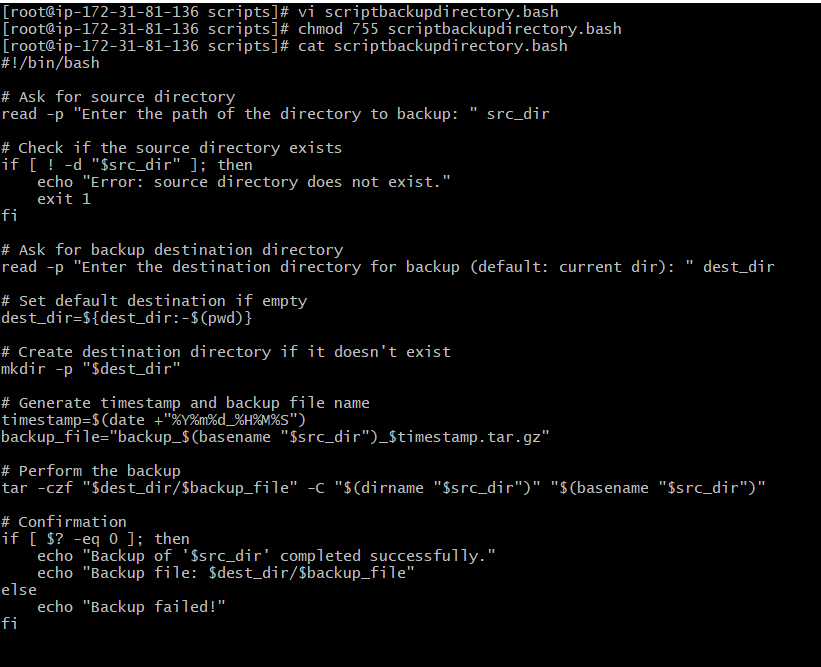 [root@ip-172-31-81-136 scripts]# vi scriptbackupdirectory.bash
[root@ip-172-31-81-136 scripts]# chmod 755 scriptbackupdirectory.bash
[root@ip-172-31-81-136 scripts]# cat scriptbackupdirectory.bash
#!/bin/bash

# Ask for source directory
read -p "Enter the path of the directory to backup: " src_dir

# Check if the source directory exists
if [ ! -d "$src_dir" ]; then
    echo "Error: source directory does not exist."
    exit 1
fi

# Ask for backup destination directory
read -p "Enter the destination directory for backup (default: current dir): " dest_dir

# Set default destination if empty
dest_dir=${dest_dir:-$(pwd)}

# Create destination directory if it doesn't exist
mkdir -p "$dest_dir"

# Generate timestamp and backup file name
timestamp=$(date +"%Y%m%d_%H%M%S")
backup_file="backup_$(basename "$src_dir")_$timestamp.tar.gz"

# Perform the backup
tar -czf "$dest_dir/$backup_file" -C "$(dirname "$src_dir")" "$(basename "$src_dir")"

# Confirmation
if [ $? -eq 0 ]; then
    echo "Backup of '$src_dir' completed successfully."
    echo "Backup file: $dest_dir/$backup_file"
else
    echo "Backup failed!"
fi